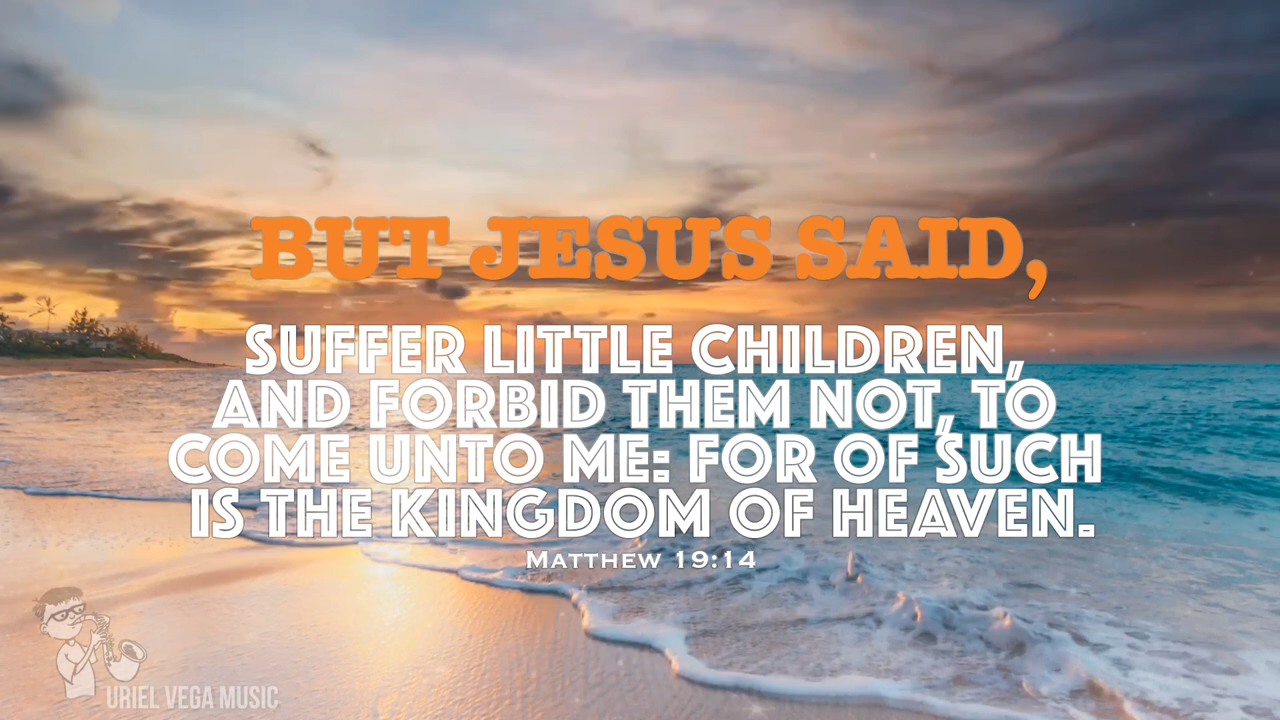 BUT JESUS SAID,
SUFFER LITTLE CHILDREN,
AND FORBID THEM NOT, TO
COME UNTO ME: FOR OF SUCH
IS THE KINGDOM OF HEAVEN.
MATTHEW 19:14
URIEL VEGA MUSIC